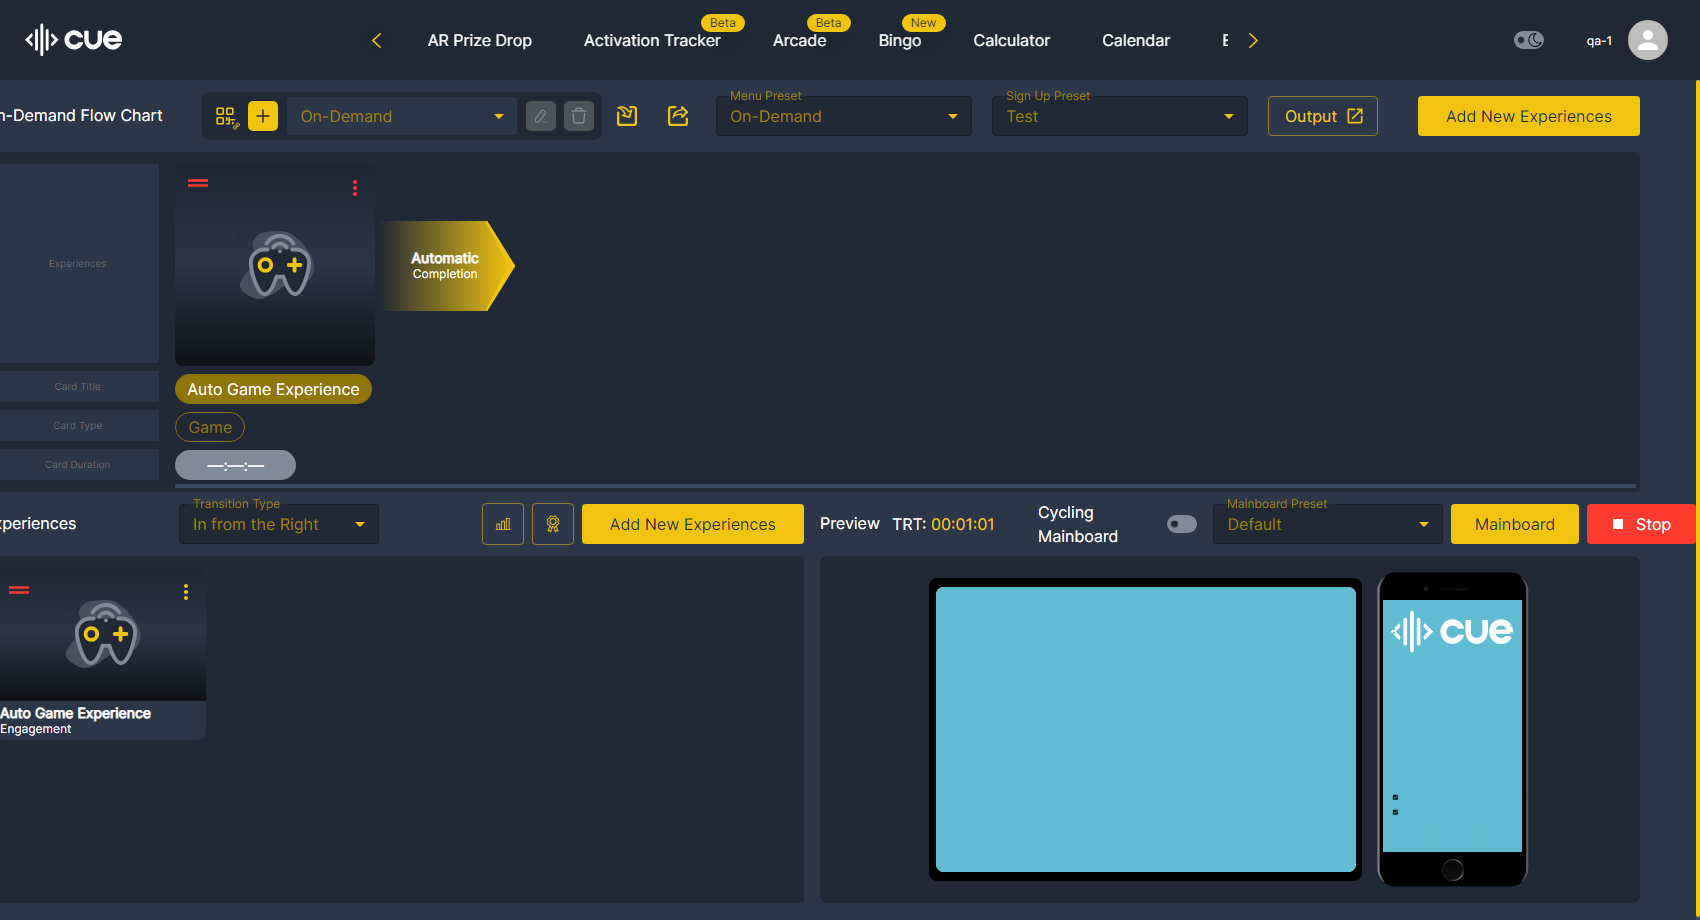 cue
AR Prize Drop
Activation Tracker
Beta
Arcade
Beta
Bingo
New
Calculator
Calendar
qa-1
n-Demand Flow Chart
On-Demand
Menu Preset
On-Demand
Sign Up Preset
Test
Output
Add New Experiences
Experiences
Automatic
Completion
Card Title
Auto Game Experience
Card Type
Game
Card Duration
—:—:—
xperiences
Transition Type
In from the Right
Add New Experiences
Preview
TRT: 00:01:01
Cycling
Mainboard
Mainboard Preset
Default
Mainboard
Stop
Auto Game Experience
Engagement
cue